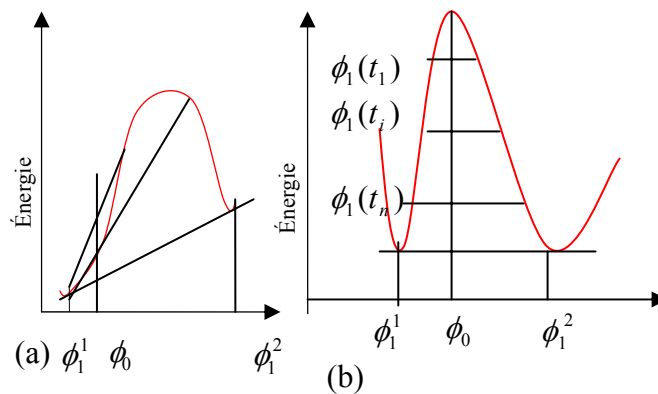 Énergie
ϕ₁¹ ϕ₀ ϕ₁²
(a)
Énergie
ϕ₁(t₁)
ϕ₁(tᵢ)
ϕ₁(tₙ)
ϕ₁¹ ϕ₀ ϕ₁²
(b)